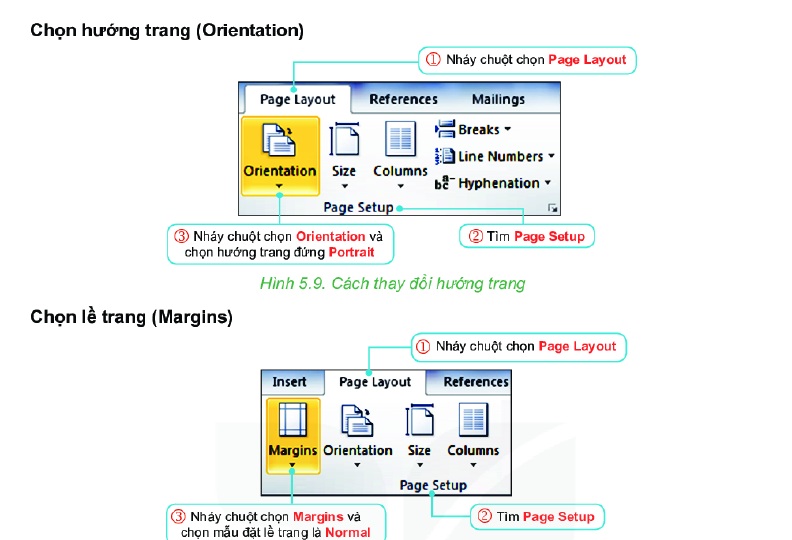 Chọn hướng trang (Orientation)
① Nháy chuột chọn Page Layout
Page Layout References Mailings
Orientation Size Columns
Breaks
Line Numbers
Hyphenation
Page Setup
③ Nháy chuột chọn Orientation và
chọn hướng trang đứng Portrait
② Tìm Page Setup
Hình 5.9. Cách thay đổi hướng trang
Chọn lề trang (Margins)
① Nháy chuột chọn Page Layout
Insert Page Layout References
Margins Orientation Size Columns
Page Setup
③ Nháy chuột chọn Margins và
chọn mẫu đặt lề trang là Normal
② Tìm Page Setup